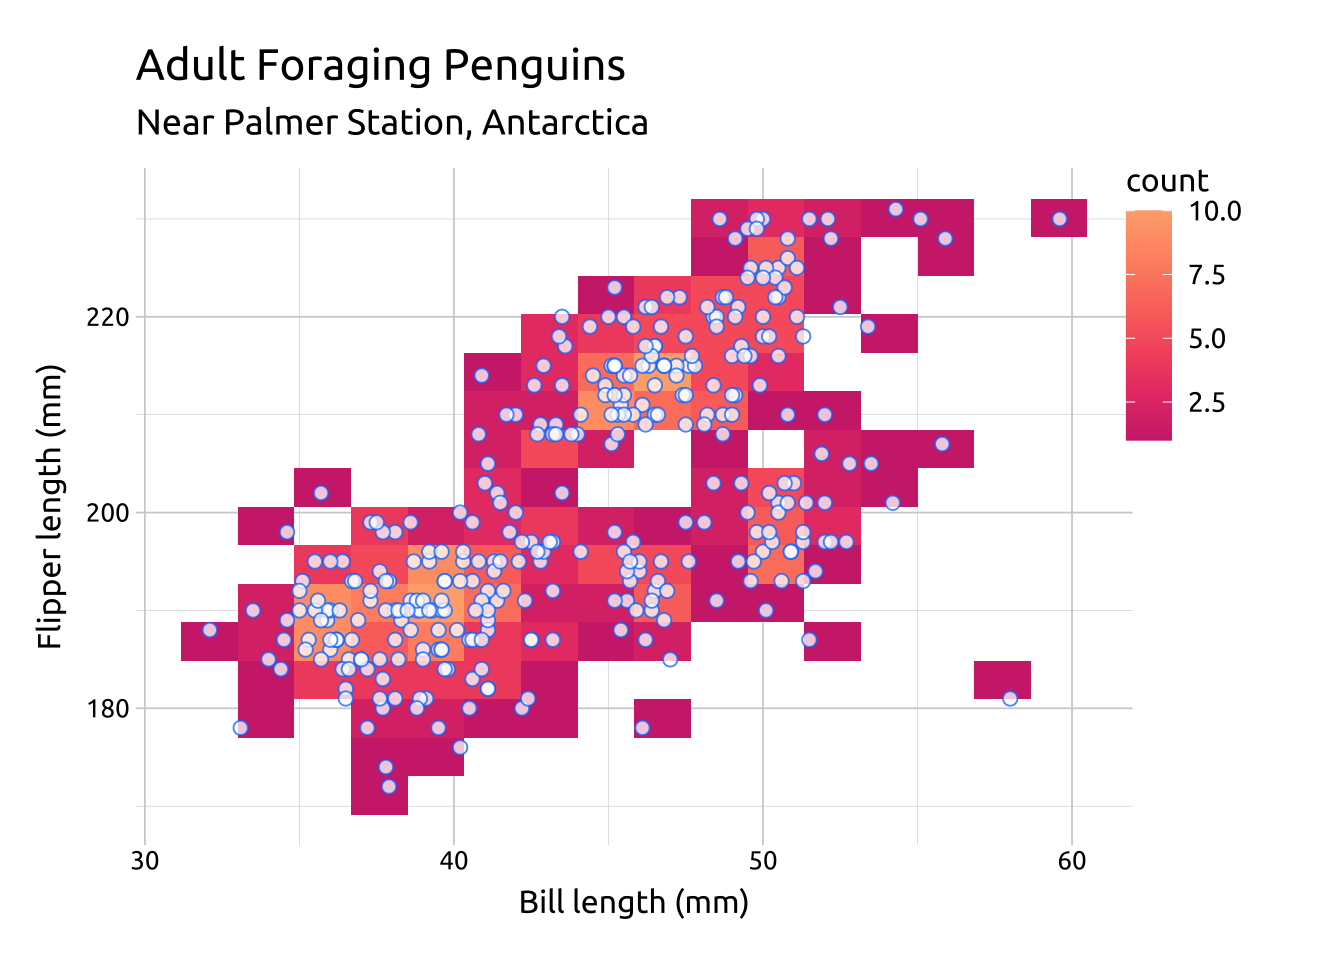 Adult Foraging Penguins
Near Palmer Station, Antarctica
count
10.0
7.5
5.0
2.5
Flipper length (mm)
220
200
180
30 40 50 60
Bill length (mm)